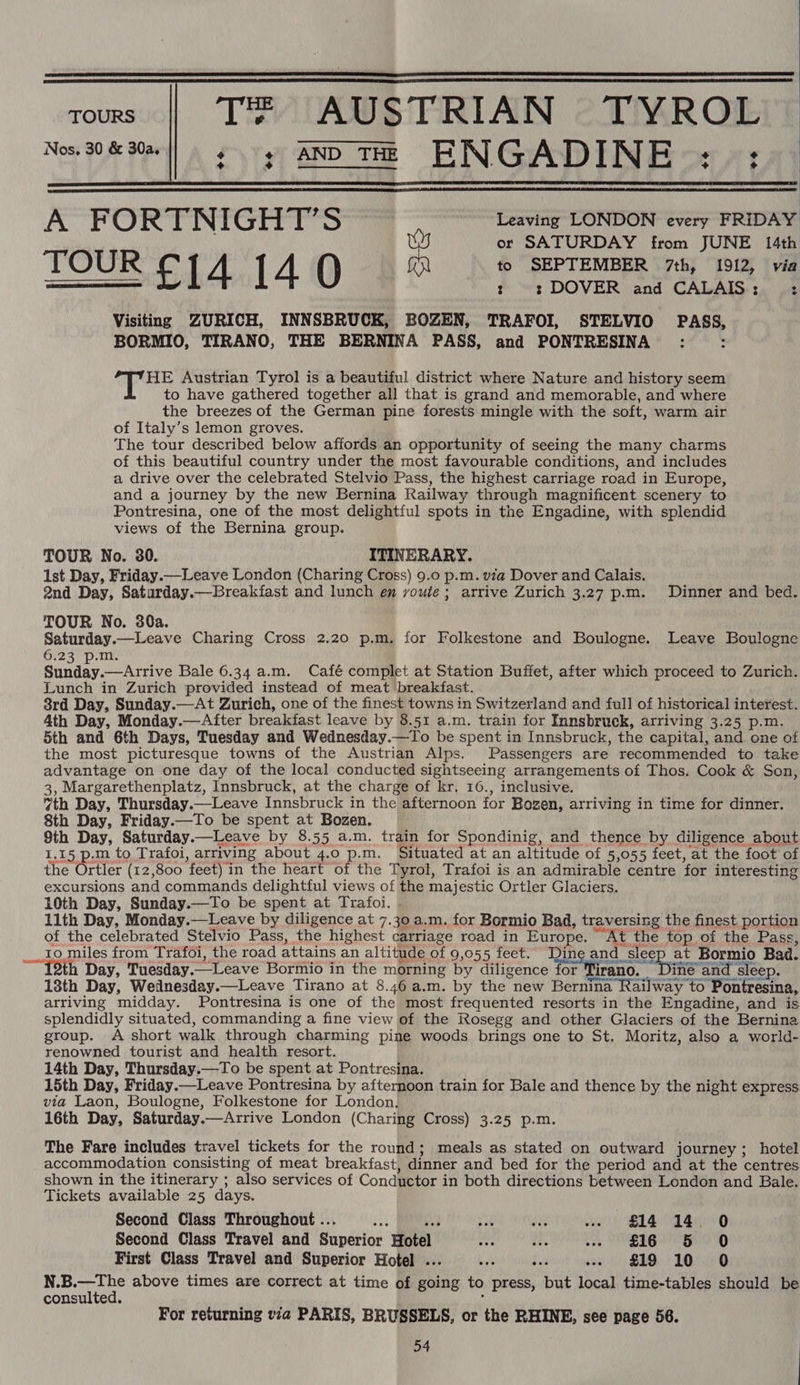 TOURS
Nos. 30 & 30a.
THE AUSTRIAN TYROL
: : AND THE ENGADINE : :
A FORTNIGHT'S
TOUR £14 14 0
Leaving LONDON every FRIDAY
or SATURDAY from JUNE 14th
to SEPTEMBER 7th, 1912, via
: : DOVER and CALAIS : :
Visiting ZURICH, INNSBRUCK, BOZEN, TRAFOI, STELVIO PASS,
BORMIO, TIRANO, THE BERNINA PASS, and PONTRESINA : :
THE Austrian Tyrol is a beautiful district where Nature and history seem
to have gathered together all that is grand and memorable, and where
the breezes of the German pine forests mingle with the soft, warm air
of Italy's lemon groves.
The tour described below affords an opportunity of seeing the many charms
of this beautiful country under the most favourable conditions, and includes
a drive over the celebrated Stelvio Pass, the highest carriage road in Europe,
and a journey by the new Bernina Railway through magnificent scenery to
Pontresina, one of the most delightful spots in the Engadine, with splendid
views of the Bernina group.
TOUR No. 30. ITINERARY.
1st Day, Friday.—Leave London (Charing Cross) 9.0 p.m. via Dover and Calais.
2nd Day, Saturday.—Breakfast and lunch en route; arrive Zurich 3.27 p.m. Dinner and bed.
TOUR No. 30a.
Saturday.—Leave Charing Cross 2.20 p.m. for Folkestone and Boulogne. Leave Boulogne
6.23 p.m.
Sunday.—Arrive Bale 6.34 a.m. Café complet at Station Buffet, after which proceed to Zurich.
Lunch in Zurich provided instead of meat breakfast.
3rd Day, Sunday.—At Zurich, one of the finest towns in Switzerland and full of historical interest.
4th Day, Monday.—After breakfast leave by 8.51 a.m. train for Innsbruck, arriving 3.25 p.m.
5th and 6th Days, Tuesday and Wednesday.—To be spent in Innsbruck, the capital, and one of
the most picturesque towns of the Austrian Alps. Passengers are recommended to take
advantage on one day of the local conducted sightseeing arrangements of Thos. Cook & Son,
3, Margarethenplatz, Innsbruck, at the charge of kr. 16., inclusive.
7th Day, Thursday.—Leave Innsbruck in the afternoon for Bozen, arriving in time for dinner.
8th Day, Friday.—To be spent at Bozen.
9th Day, Saturday.—Leave by 8.55 a.m. train for Spondinig, and thence by diligence about
1.15 p.m to Trafoi, arriving about 4.0 p.m. Situated at an altitude of 5,055 feet, at the foot of
the Ortler (12,800 feet) in the heart of the Tyrol, Trafoi is an admirable centre for interesting
excursions and commands delightful views of the majestic Ortler Glaciers.
10th Day, Sunday.—To be spent at Trafoi.
11th Day, Monday.—Leave by diligence at 7.30 a.m. for Bormio Bad, traversing the finest portion
of the celebrated Stelvio Pass, the highest carriage road in Europe. At the top of the Pass,
10 miles from Trafoi, the road attains an altitude of 9,055 feet. Dine and sleep at Bormio Bad.
12th Day, Tuesday.—Leave Bormio in the morning by diligence for Tirano. Dine and sleep.
13th Day, Wednesday.—Leave Tirano at 8.46 a.m. by the new Bernina Railway to Pontresina,
arriving midday. Pontresina is one of the most frequented resorts in the Engadine, and is
splendidly situated, commanding a fine view of the Rosegg and other Glaciers of the Bernina
group. A short walk through charming pine woods brings one to St. Moritz, also a world-
renowned tourist and health resort.
14th Day, Thursday.—To be spent at Pontresina.
15th Day, Friday.—Leave Pontresina by afternoon train for Bale and thence by the night express
via Laon, Boulogne, Folkestone for London.
16th Day, Saturday.—Arrive London (Charing Cross) 3.25 p.m.
The Fare includes travel tickets for the round; meals as stated on outward journey; hotel
accommodation consisting of meat breakfast, dinner and bed for the period and at the centres
shown in the itinerary; also services of Conductor in both directions between London and Bale.
Tickets available 25 days.
Second Class Throughout ... ... ... ... ... ... £14 14 0
Second Class Travel and Superior Hotel ... ... ... £16 5 0
First Class Travel and Superior Hotel ... ... ... ... £19 10 0
N.B.—The above times are correct at time of going to press, but local time-tables should be
consulted.
For returning via PARIS, BRUSSELS, or the RHINE, see page 56.
54